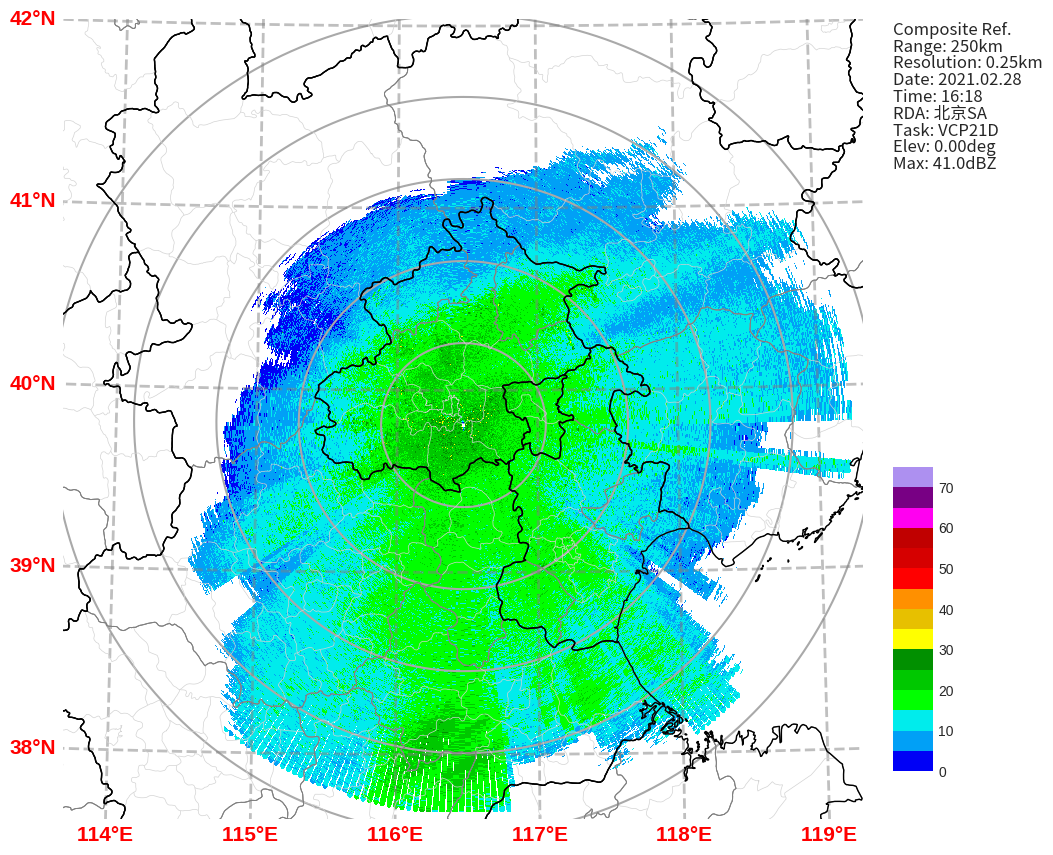 42°N
41°N
40°N
39°N
38°N
114°E
115°E
116°E
117°E
118°E
119°E
Composite Ref.
Range: 250km
Resolution: 0.25km
Date: 2021.02.28
Time: 16:18
RDA: 北京SA
Task: VCP21D
Elev: 0.00deg
Max: 41.0dBZ
70
60
50
40
30
20
10
0